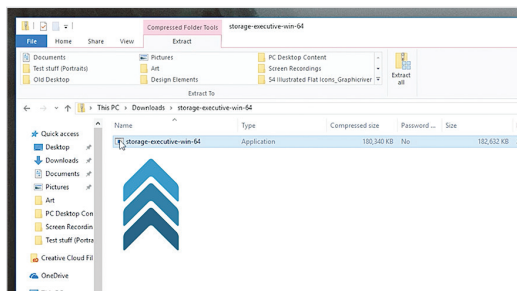 Compressed Folder Tools storage-executive-win-64
File Home Share View Extract
Documents Pictures PC Desktop Content
Test stuff (Portraits) Art Screen Recordings
Old Desktop Design Elements 54 Illustrated Flat Icons_Graphicriver
Extract all
Extract To
This PC > Downloads > storage-executive-win-64
Name Type Compressed size Password ... Size
Quick access
storage-executive-win-64 Application 180,340 KB No 182,632 KB
Desktop
Downloads
Documents
Pictures
Art
PC Desktop Con
Screen Recordin
Test stuff (Portra
Creative Cloud Fil
OneDrive